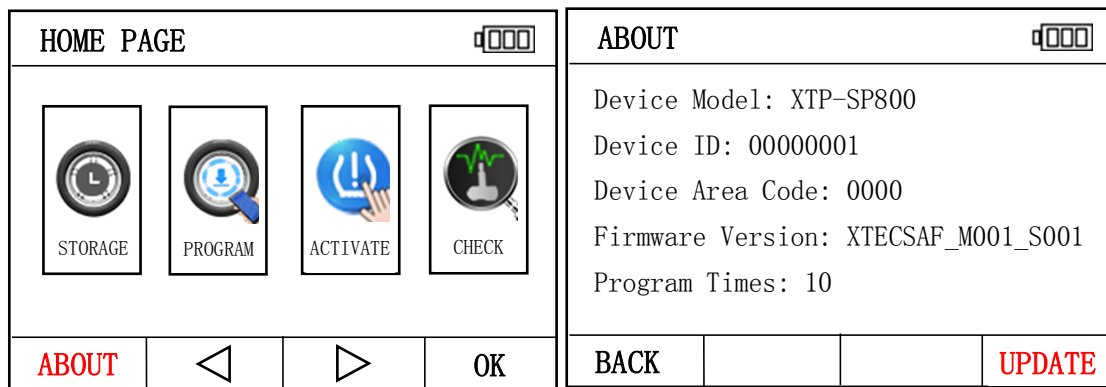 HOME PAGE
STORAGE
PROGRAM
ACTIVATE
CHECK
ABOUT
OK
ABOUT
Device Model: XTP-SP800
Device ID: 00000001
Device Area Code: 0000
Firmware Version: XTECSAF_M001_S001
Program Times: 10
BACK
UPDATE